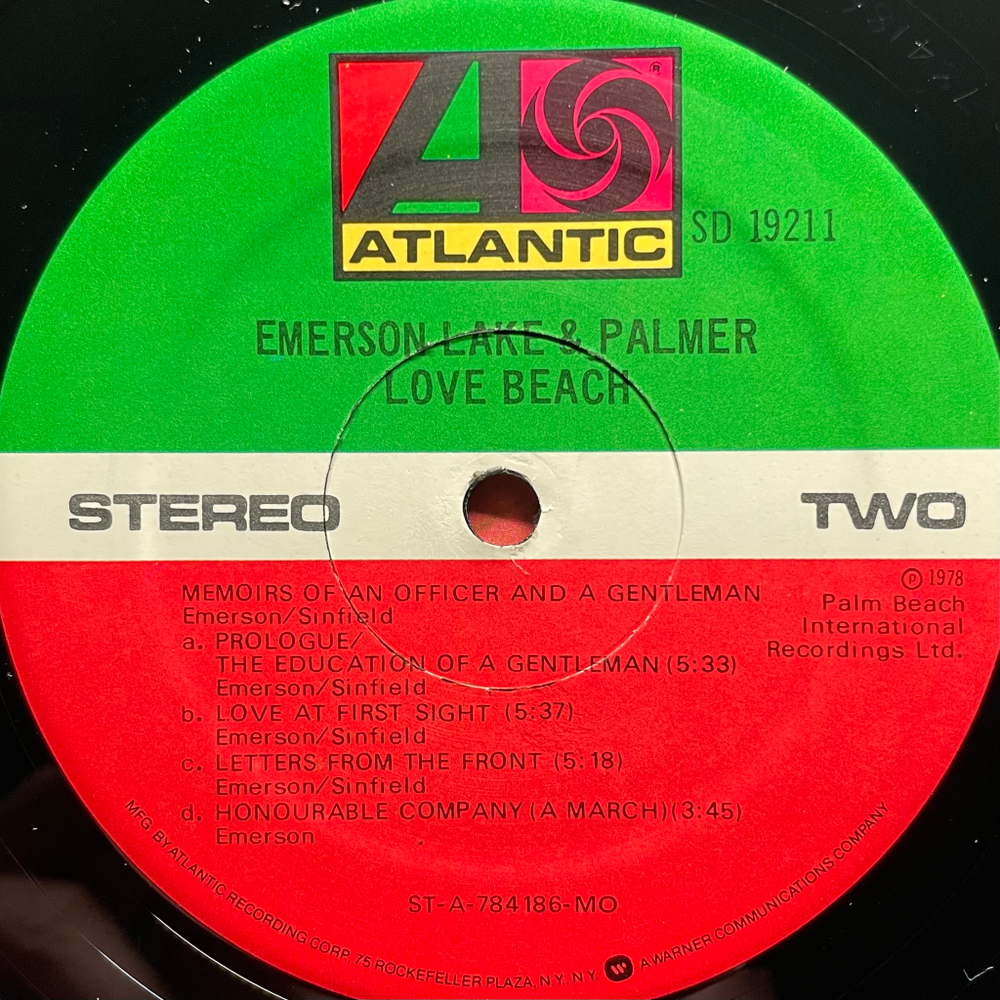 ATLANTIC
®
SD 19211
EMERSON LAKE & PALMER
LOVE BEACH
STEREO
TWO
MEMOIRS OF AN OFFICER AND A GENTLEMAN
Emerson/Sinfield
a. PROLOGUE/
THE EDUCATION OF A GENTLEMAN (5:33)
Emerson/Sinfield
b. LOVE AT FIRST SIGHT (5:37)
Emerson/Sinfield
c. LETTERS FROM THE FRONT (5:18)
Emerson/Sinfield
d. HONOURABLE COMPANY (A MARCH)(3:45)
Emerson
℗ 1978
Palm Beach
International
Recordings Ltd.
ST-A-784186-MO
MFG. BY ATLANTIC RECORDING CORP. 75 ROCKEFELLER PLAZA, N.Y. N.Y. A WARNER COMMUNICATIONS COMPANY